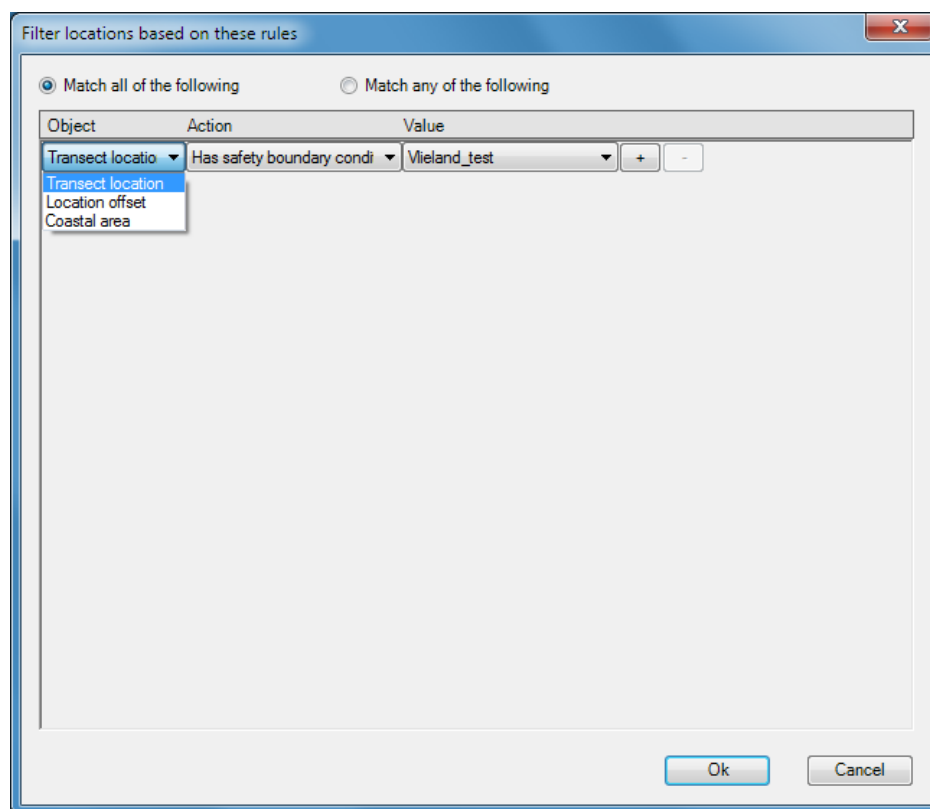 Filter locations based on these rules
Match all of the following Match any of the following
Object Action Value
Transect locatio Has safety boundary condi Vlieland_test + -
Transect location
Location offset
Coastal area
Ok Cancel